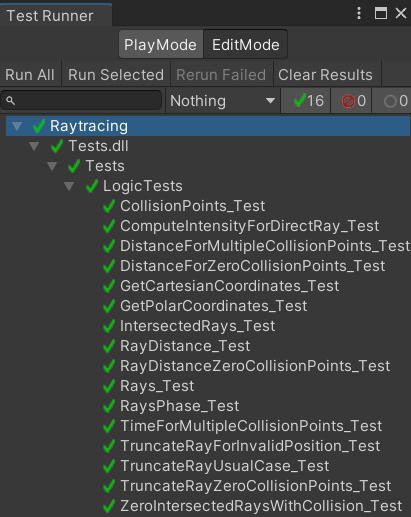 Test Runner
PlayMode EditMode
Run All Run Selected Rerun Failed Clear Results
Nothing 16 0 0
Raytracing
Tests.dll
Tests
LogicTests
CollisionPoints_Test
ComputeIntensityForDirectRay_Test
DistanceForMultipleCollisionPoints_Test
DistanceForZeroCollisionPoints_Test
GetCartesianCoordinates_Test
GetPolarCoordinates_Test
IntersectedRays_Test
RayDistance_Test
RayDistanceZeroCollisionPoints_Test
Rays_Test
RaysPhase_Test
TimeForMultipleCollisionPoints_Test
TruncateRayForInvalidPosition_Test
TruncateRayUsualCase_Test
TruncateRayZeroCollisionPoints_Test
ZeroIntersectedRaysWithCollision_Test